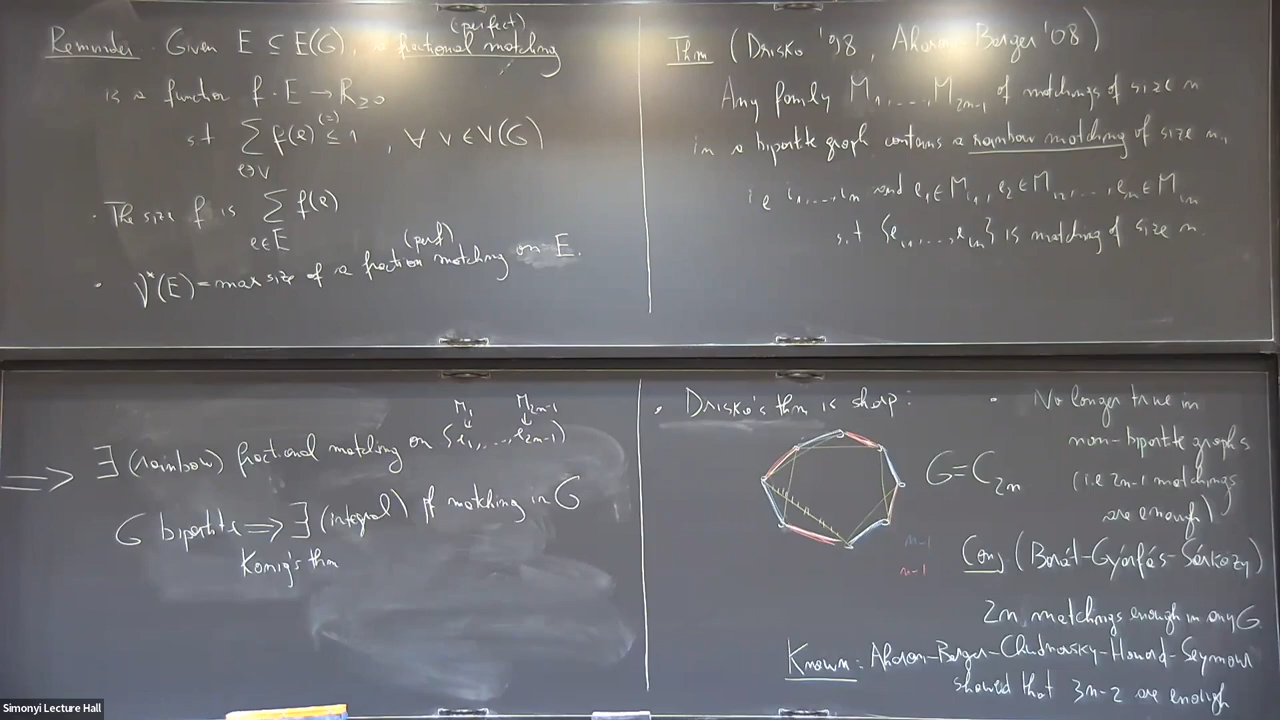 Reminder. Given E ⊆ E(G), a fractional matching
(perfect)
is a function f: E → R≥0
s.t. ∑ f(e) ≤ 1, ∀ v ∈ V(G)
(=)
e∋v
• The size f is ∑ f(e)
e∈E
• ν*(E) = max size of a fraction matching on E.
(perf)
Thm (Drisko '98, Aharoni-Berger '08)
Any family M1,...,M2n-1 of matchings of size n
in a bipartite graph contains a rainbow matching of size n,
i.e i1,...,in and e1∈Mi1, e2∈Mi2,...,en∈Min
s.t {e1,...,en} is matching of size n.
M1 M2n-1
↓ ↓
⟹ ∃ (rainbow) fractional matching on {e1,...,e2n-1}
G bipartite ⟹ ∃ (integral) pf matching in G
König's thm
• Drisko's thm is sharp:
G = C2n
n-1
n-1
• No longer true in
non-bipartite graphs
(i.e 2n-1 matchings
are enough)
Conj (Barát-Gyárfás-Sárközy)
2n matchings enough in any G
Known: Aharoni-Berger-Chudnovsky-Howard-Seymour
showed that 3n-2 are enough
Simonyi Lecture Hall